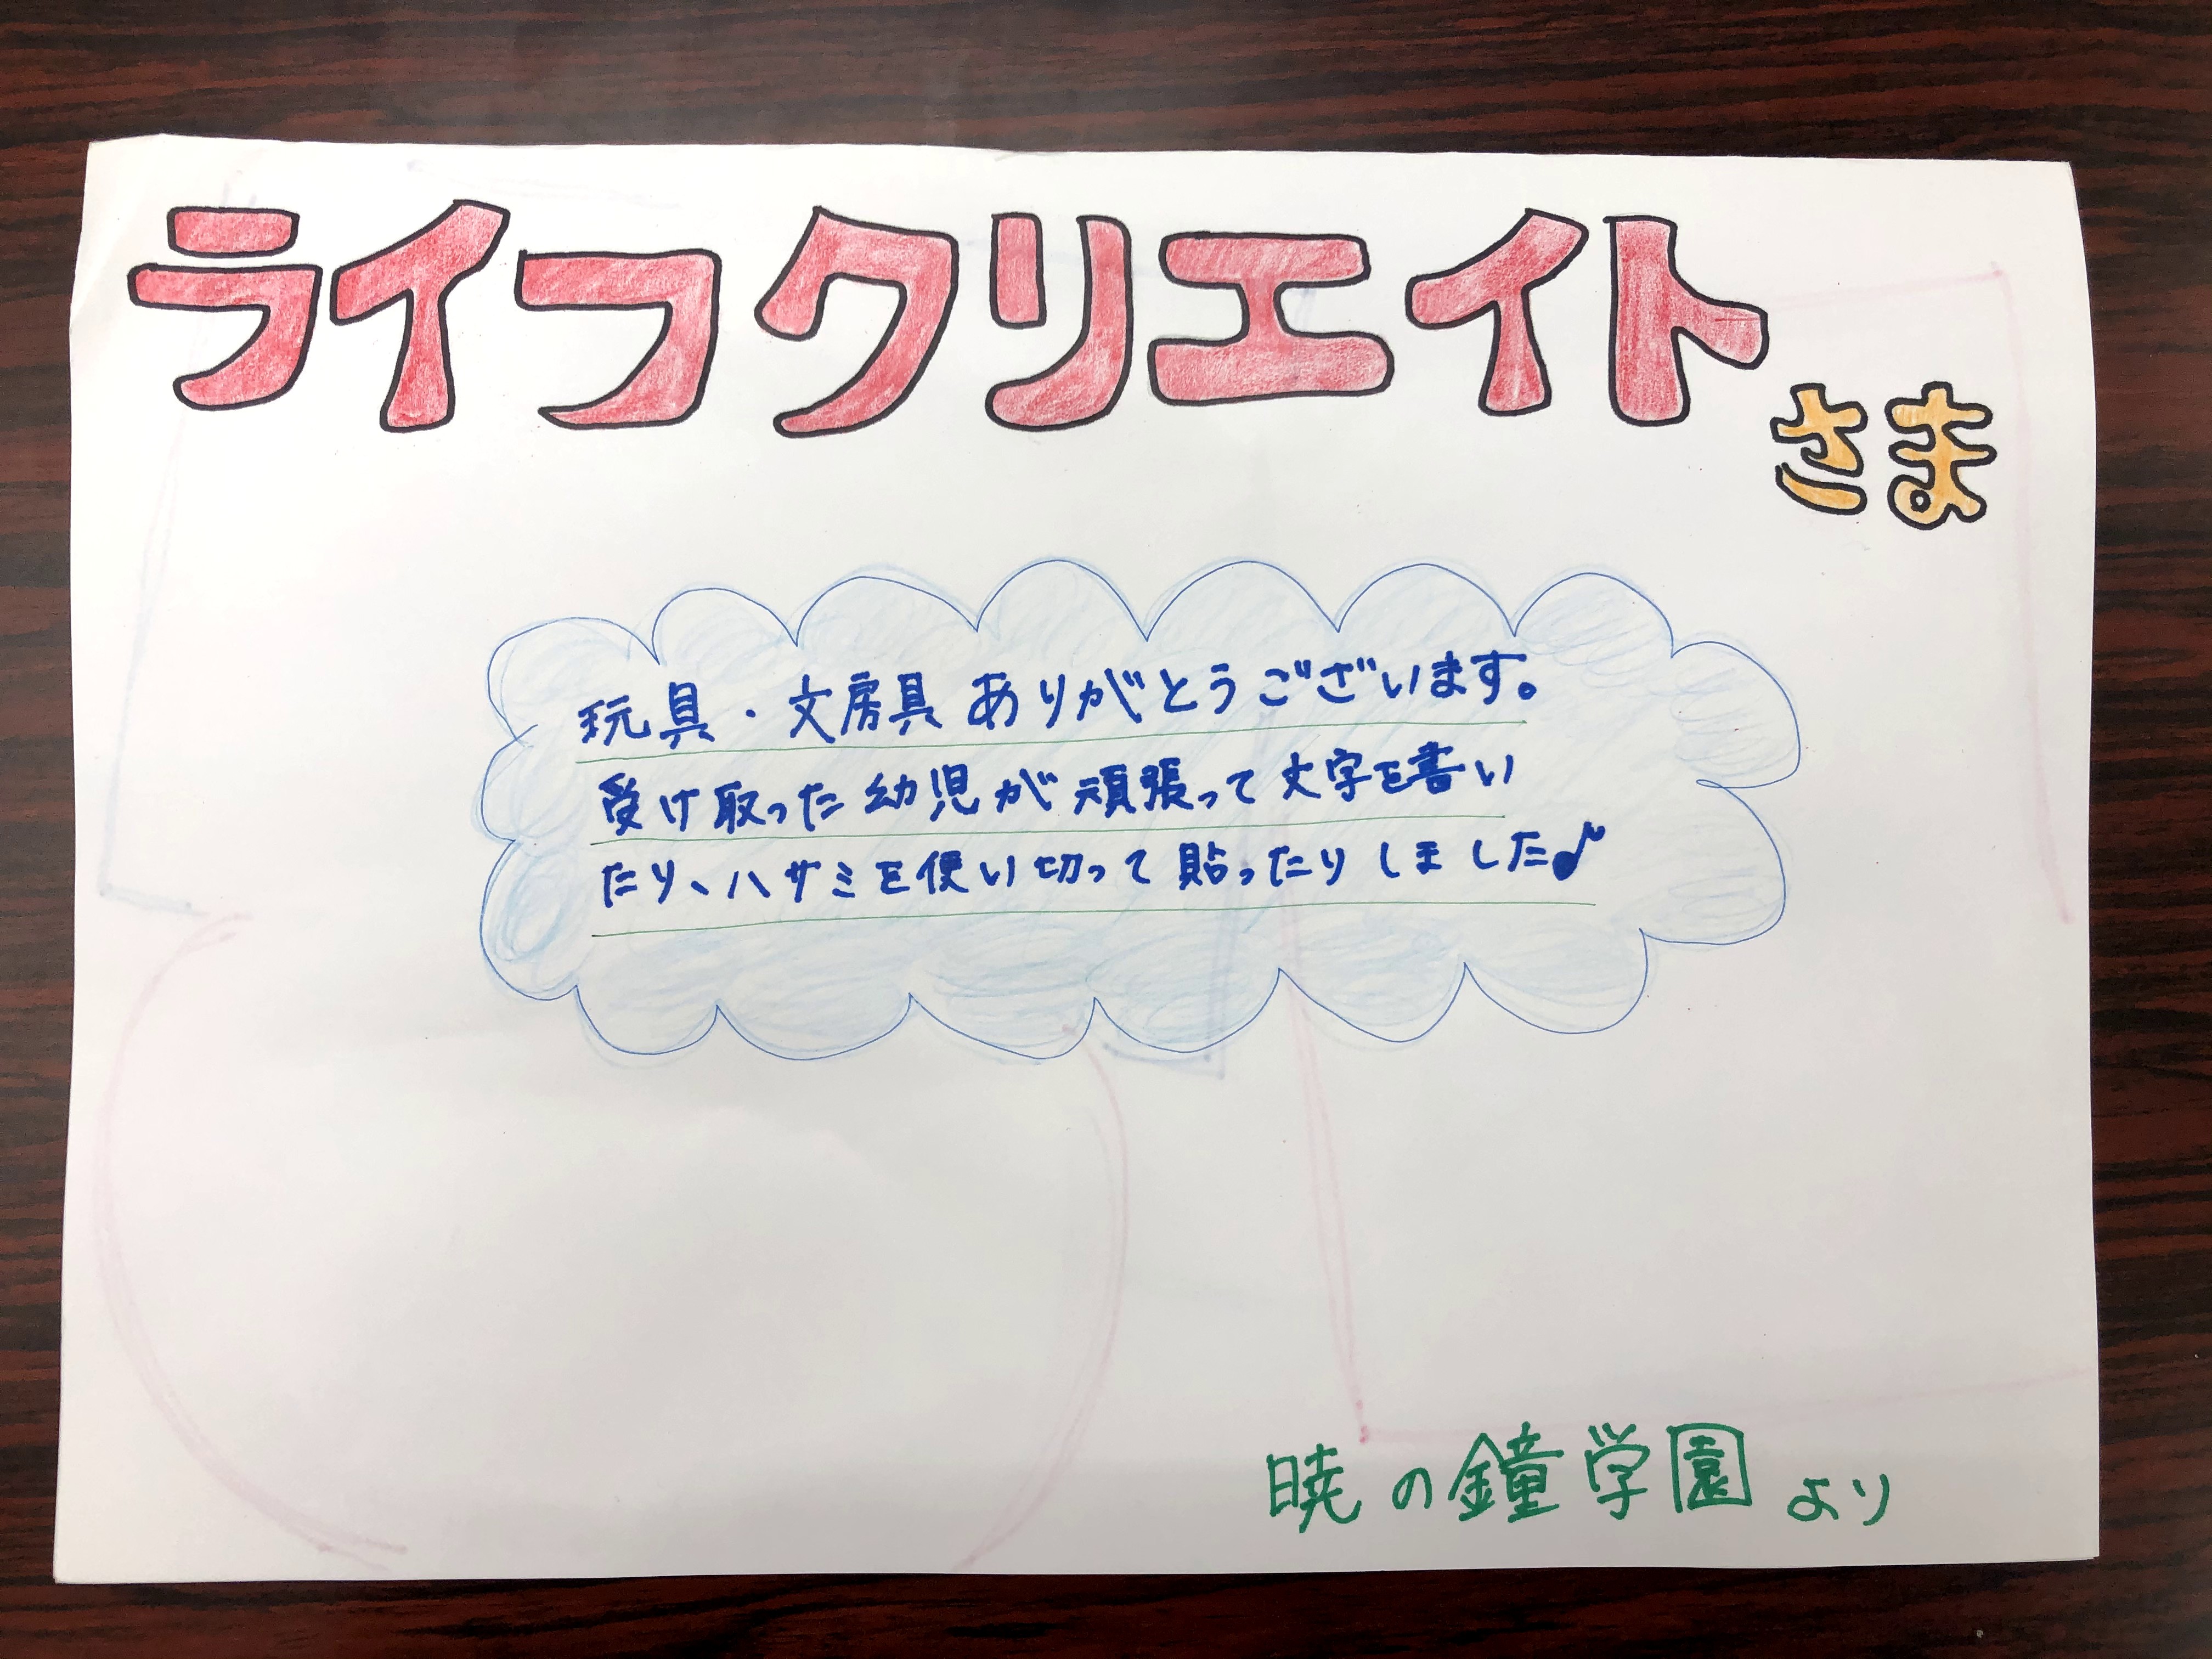 ライフクリエイト
さま
玩具・文房具ありがとうございます。
受け取った幼児が頑張って文字を書い
たり、ハサミを使い切って貼ったりしました♪
暁の鐘学園より